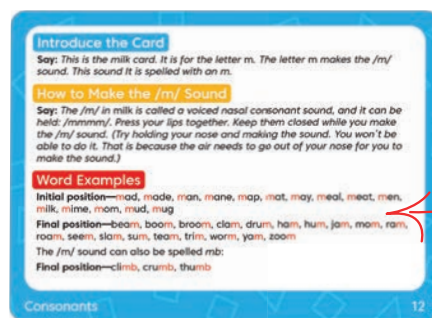 Introduce the Card
Say: This is the milk card. It is for the letter m. The letter m makes the /m/
sound. This sound It is spelled with an m.
How to Make the /m/ Sound
Say: The /m/ in milk is called a voiced nasal consonant sound, and it can be
held: /mmmm/. Press your lips together. Keep them closed while you make
the /m/ sound. (Try holding your nose and making the sound. You won't be
able to do it. That is because the air needs to go out of your nose for you to
make the sound.)
Word Examples
Initial position—mad, made, man, mane, map, mat, may, meal, meat, men,
milk, mime, mom, mud, mug
Final position—beam, boom, broom, clam, drum, ham, hum, jam, mom, ram,
roam, seem, slam, sum, team, trim, worm, yam, zoom
The /m/ sound can also be spelled mb:
Final position—climb, crumb, thumb
Consonants 12